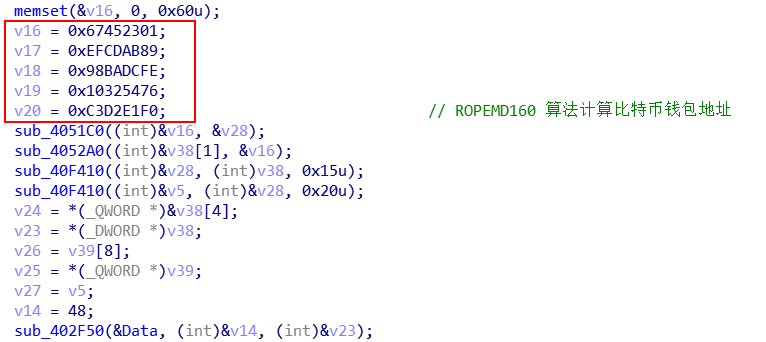 memset(&v16, 0, 0x60u);
v16 = 0x67452301;
v17 = 0xEFCDAB89;
v18 = 0x98BADCFE;
v19 = 0x10325476;
v20 = 0xC3D2E1F0; // ROPEMD160 算法计算比特币钱包地址
sub_4051C0((int)&v16, &v28);
sub_4052A0((int)&v38[1], &v16);
sub_40F410((int)&v28, (int)v38, 0x15u);
sub_40F410((int)&v5, (int)&v28, 0x20u);
v24 = *(_QWORD *)&v38[4];
v23 = *(_DWORD *)v38;
v26 = v39[8];
v25 = *(_QWORD *)v39;
v27 = v5;
v14 = 48;
sub_402F50(&Data, (int)&v14, (int)&v23);